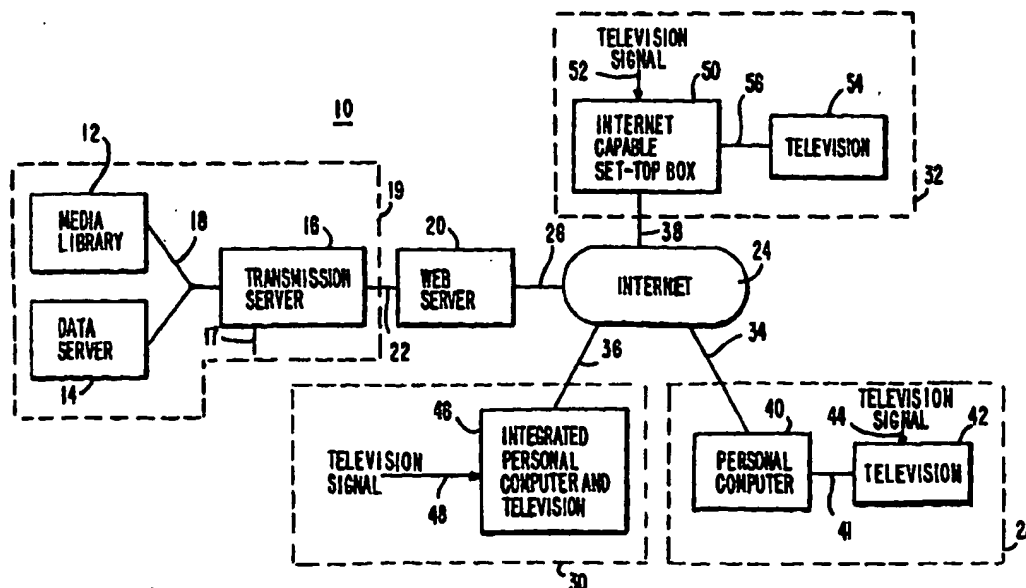 TELEVISION
SIGNAL
52
50
56
54
INTERNET
CAPABLE
SET-TOP BOX
TELEVISION
32
10
12
MEDIA
LIBRARY
18
19
16
TRANSMISSION
SERVER
17
DATA
SERVER
14
20
WEB
SERVER
22
26
38
INTERNET
24
36
34
46
INTEGRATED
PERSONAL
COMPUTER AND
TELEVISION
TELEVISION
SIGNAL
48
30
40
PERSONAL
COMPUTER
41
TELEVISION
SIGNAL
44
42
TELEVISION